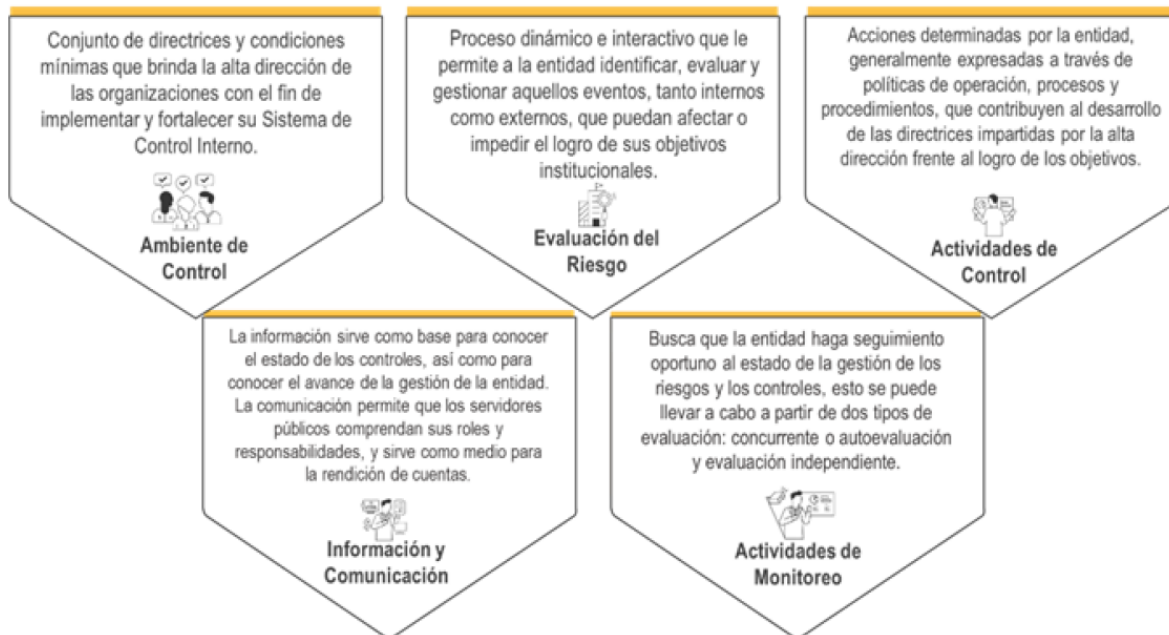 Conjunto de directrices y condiciones
mínimas que brinda la alta dirección de
las organizaciones con el fin de
implementar y fortalecer su Sistema de
Control Interno.
Ambiente de
Control
Proceso dinámico e interactivo que le
permite a la entidad identificar, evaluar y
gestionar aquellos eventos, tanto internos
como externos, que puedan afectar o
impedir el logro de sus objetivos
institucionales.
Evaluación del
Riesgo
Acciones determinadas por la entidad,
generalmente expresadas a través de
políticas de operación, procesos y
procedimientos, que contribuyen al desarrollo
de las directrices impartidas por la alta
dirección frente al logro de los objetivos.
Actividades de
Control
La información sirve como base para conocer
el estado de los controles, así como para
conocer el avance de la gestión de la entidad.
La comunicación permite que los servidores
públicos comprendan sus roles y
responsabilidades, y sirve como medio para
la rendición de cuentas.
Información y
Comunicación
Busca que la entidad haga seguimiento
oportuno al estado de la gestión de los
riesgos y los controles, esto se puede
llevar a cabo a partir de dos tipos de
evaluación: concurrente o autoevaluación
y evaluación independiente.
Actividades de
Monitoreo